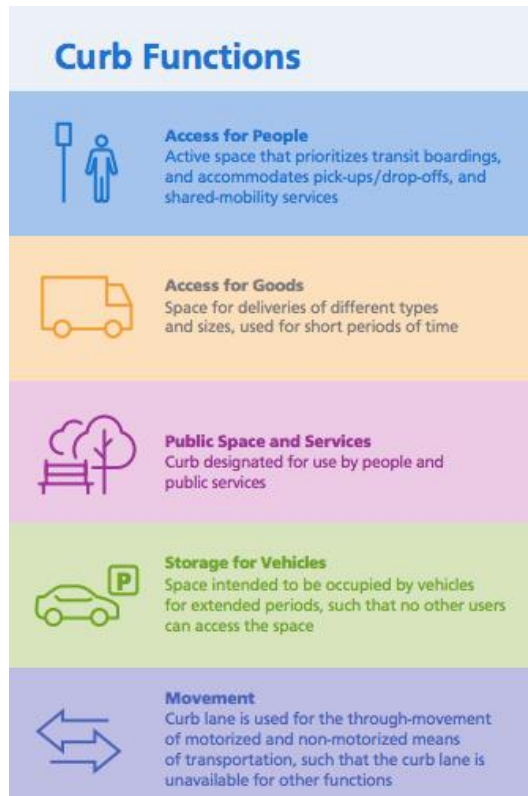 Curb Functions
Access for People
Active space that prioritizes transit boardings,
and accommodates pick-ups/drop-offs, and
shared-mobility services
Access for Goods
Space for deliveries of different types
and sizes, used for short periods of time
Public Space and Services
Curb designated for use by people and
public services
P
Storage for Vehicles
Space intended to be occupied by vehicles
for extended periods, such that no other users
can access the space
Movement
Curb lane is used for the through-movement
of motorized and non-motorized means
of transportation, such that the curb lane is
unavailable for other functions